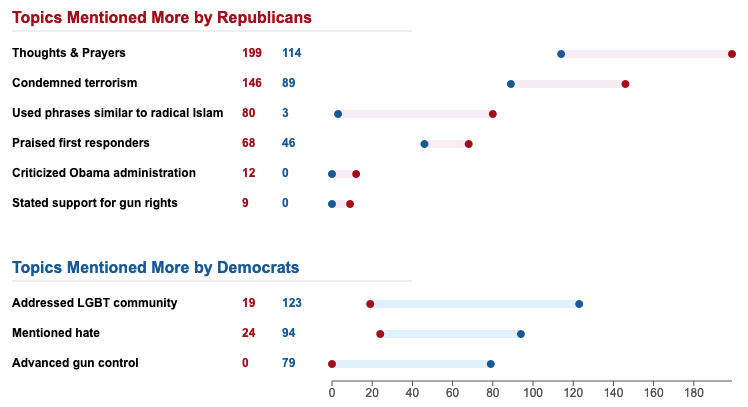 Topics Mentioned More by Republicans
Thoughts & Prayers 199 114
Condemned terrorism 146 89
Used phrases similar to radical Islam 80 3
Praised first responders 68 46
Criticized Obama administration 12 0
Stated support for gun rights 9 0
Topics Mentioned More by Democrats
Addressed LGBT community 19 123
Mentioned hate 24 94
Advanced gun control 0 79
0 20 40 60 80 100 120 140 160 180